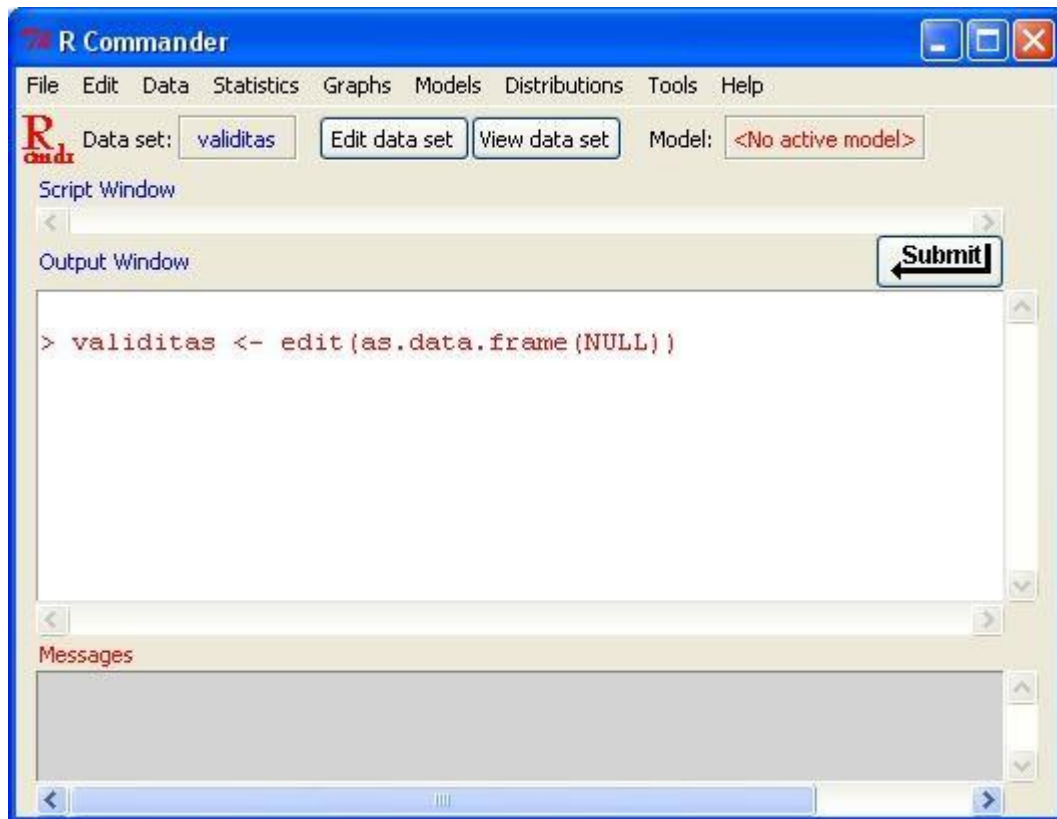 R Commander
File Edit Data Statistics Graphs Models Distributions Tools Help
R cmdr Data set: validitas Edit data set View data set Model: <No active model>
Script Window
Output Window Submit
> validitas <- edit(as.data.frame(NULL))
Messages